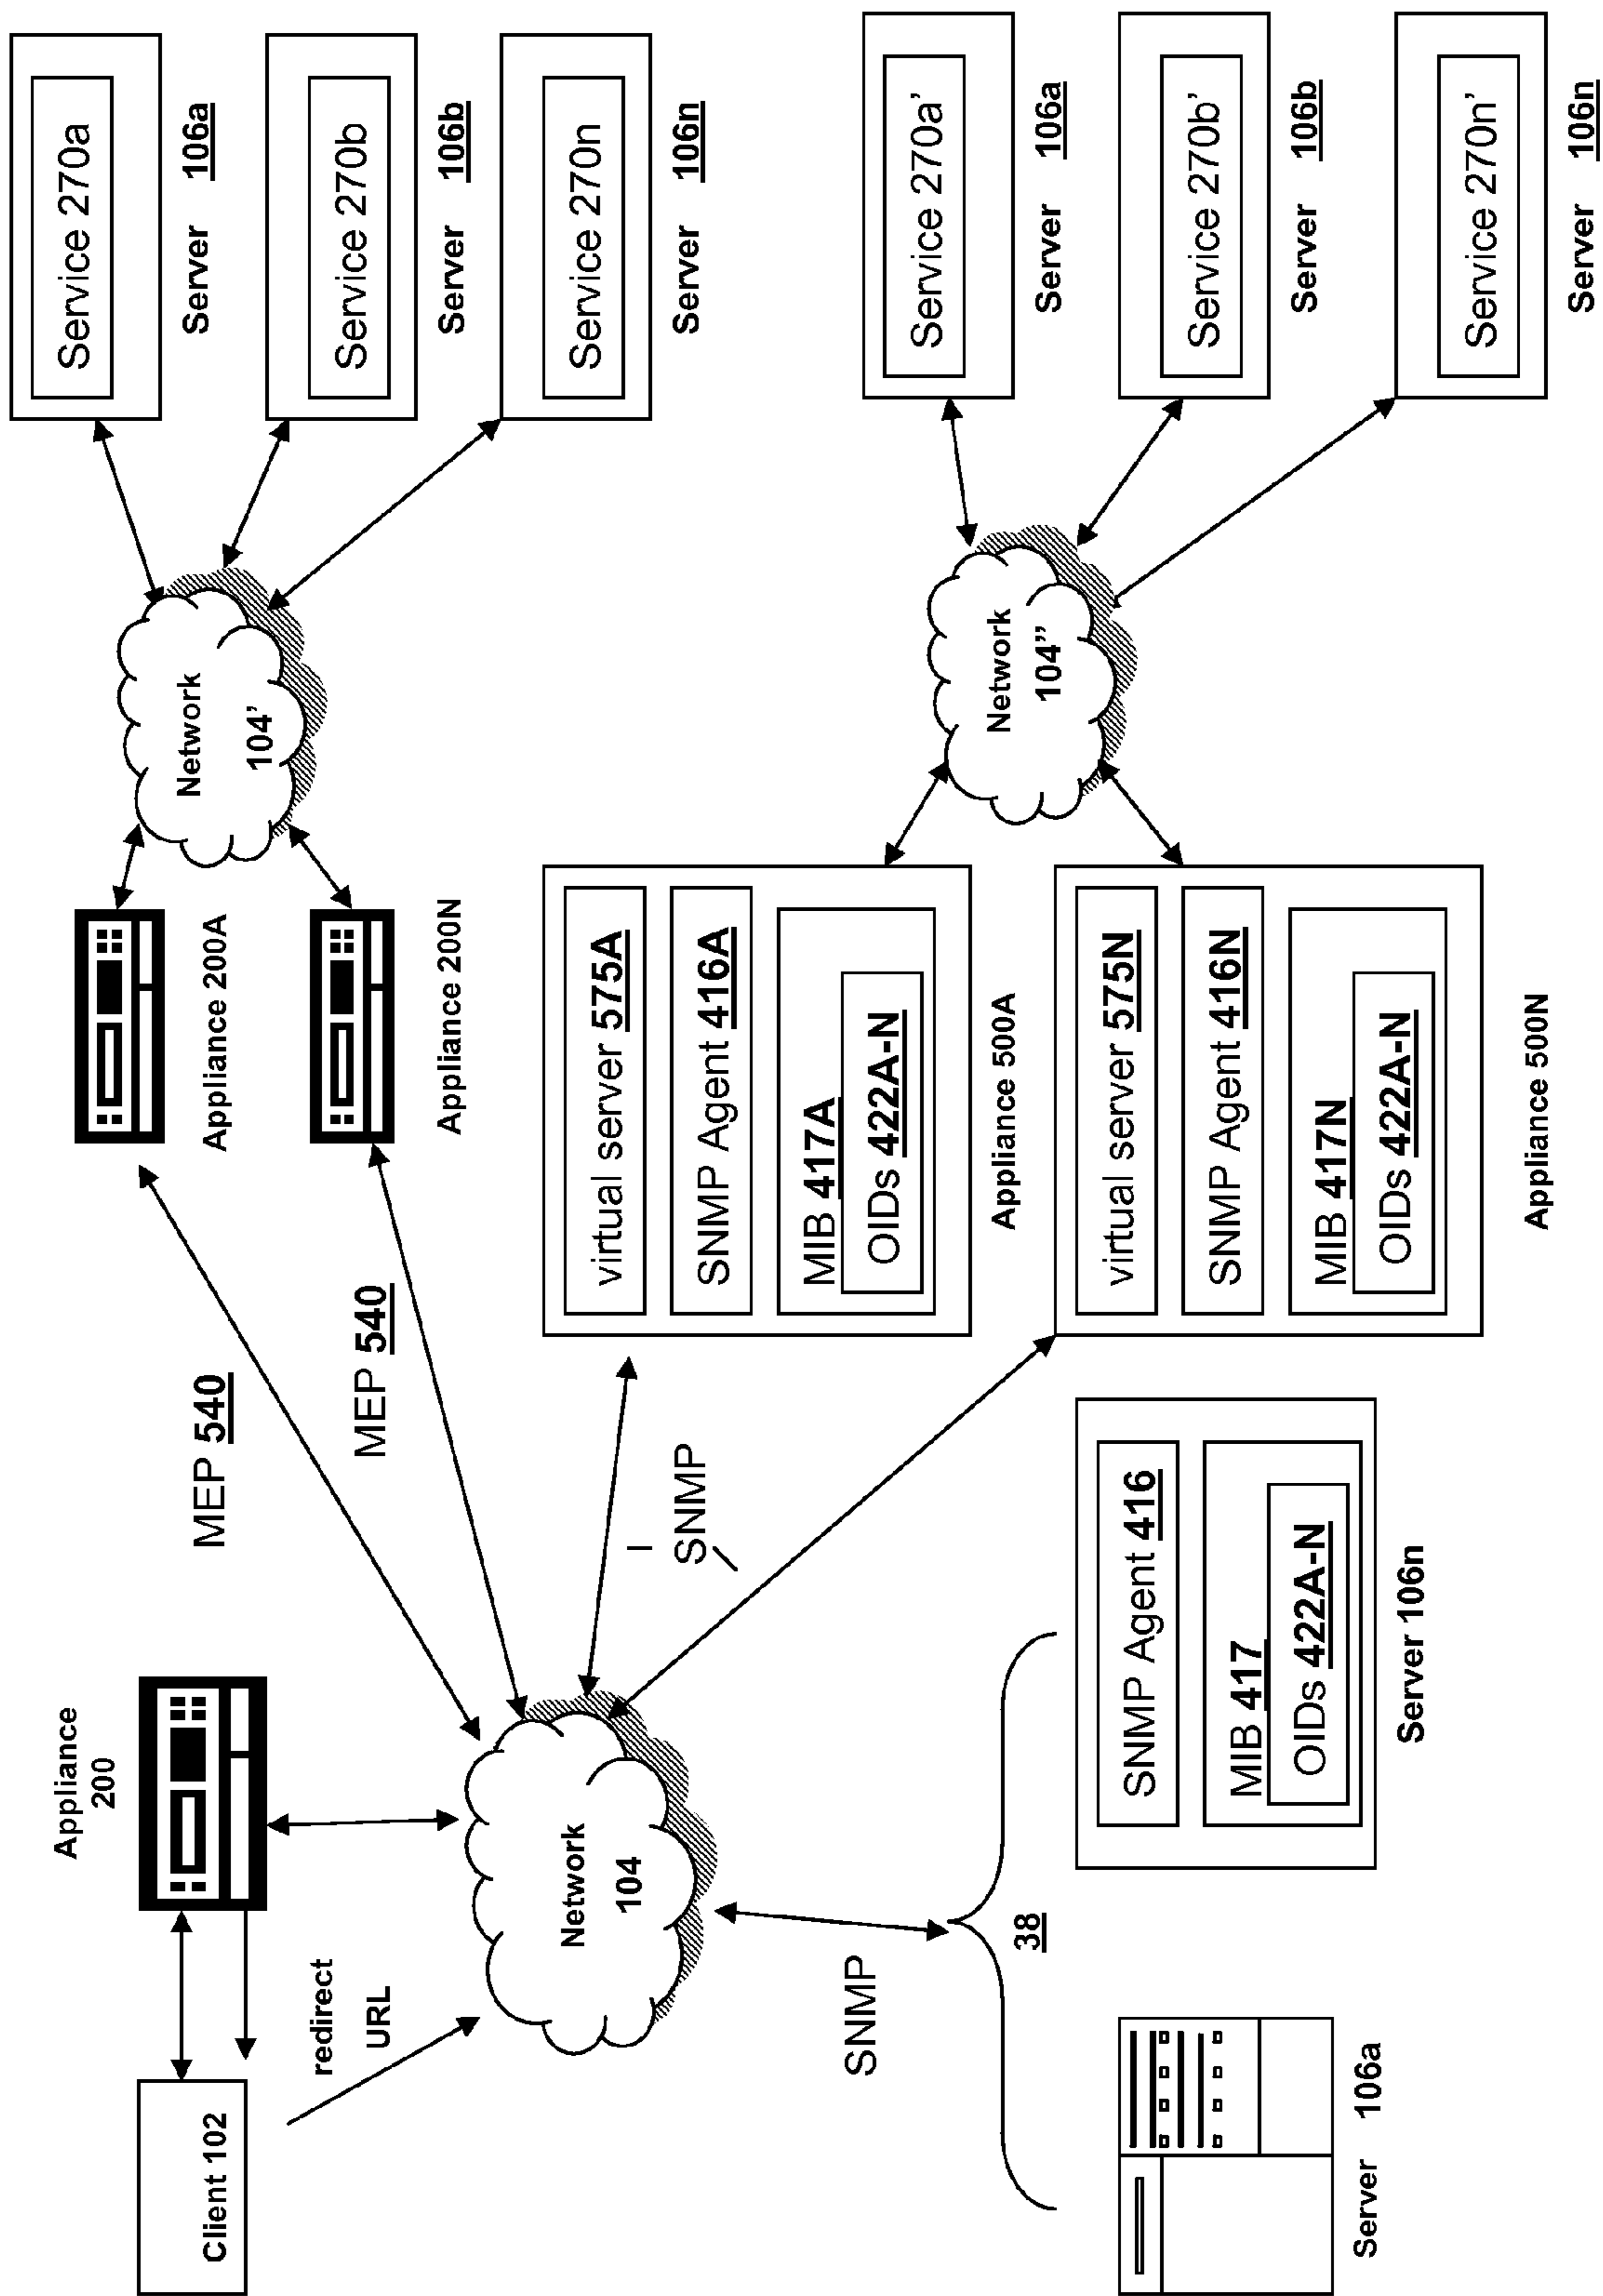 Client 102
redirect
URL
Appliance
200
Network
104
MEP 540
MEP 540
SNMP
SNMP
38
Server 106a
SNMP Agent 416
MIB 417
OIDs 422A-N
Server 106n
Appliance 200A
Appliance 200N
virtual server 575A
SNMP Agent 416A
MIB 417A
OIDs 422A-N
Appliance 500A
virtual server 575N
SNMP Agent 416N
MIB 417N
OIDs 422A-N
Appliance 500N
Network
104'
Network
104"
Service 270a
Server 106a
Service 270b
Server 106b
Service 270n
Server 106n
Service 270a'
Server 106a
Service 270b'
Server 106b
Service 270n'
Server 106n